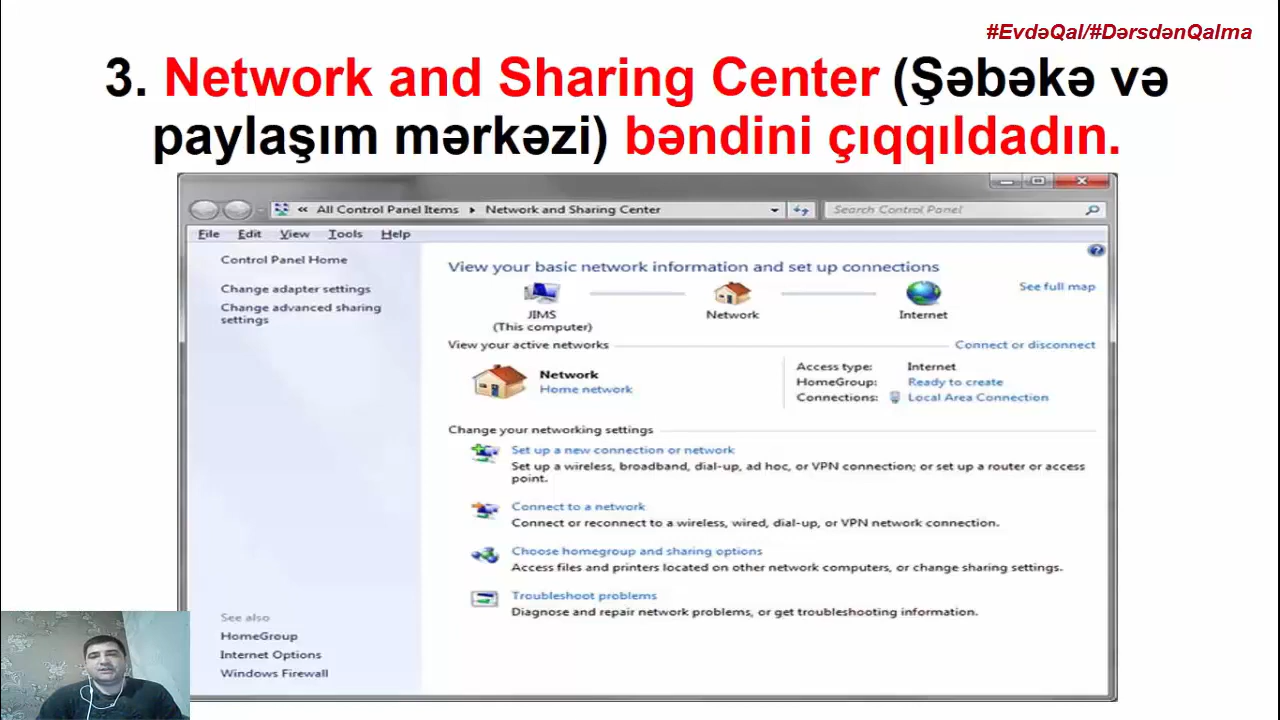 #EvdəQal/#DərsdənQalma
3. Network and Sharing Center (Şəbəkə və
paylaşım mərkəzi) bəndini çıqqıldadın.
« All Control Panel Items ▸ Network and Sharing Center
Search Control Panel
File Edit View Tools Help
Control Panel Home
Change adapter settings
Change advanced sharing
settings
See also
HomeGroup
Internet Options
Windows Firewall
View your basic network information and set up connections
See full map
JIMS
(This computer)
Network
Internet
View your active networks
Connect or disconnect
Network
Home network
Access type: Internet
HomeGroup: Ready to create
Connections: Local Area Connection
Change your networking settings
Set up a new connection or network
Set up a wireless, broadband, dial-up, ad hoc, or VPN connection; or set up a router or access
point.
Connect to a network
Connect or reconnect to a wireless, wired, dial-up, or VPN network connection.
Choose homegroup and sharing options
Access files and printers located on other network computers, or change sharing settings.
Troubleshoot problems
Diagnose and repair network problems, or get troubleshooting information.